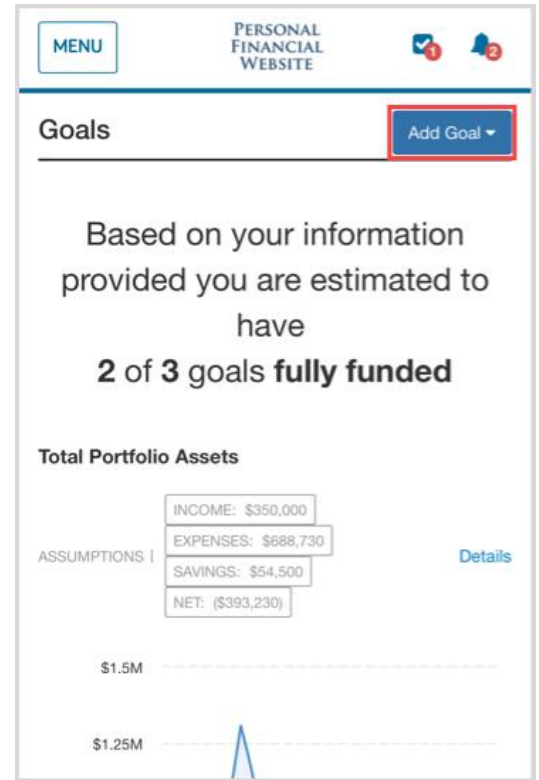 MENU
PERSONAL
FINANCIAL
WEBSITE
1
2
Goals
Add Goal
Based on your information
provided you are estimated to
have
2 of 3 goals fully funded
Total Portfolio Assets
ASSUMPTIONS |
INCOME: $350,000
EXPENSES: $688,730
SAVINGS: $54,500
NET: ($393,230)
Details
$1.5M
$1.25M